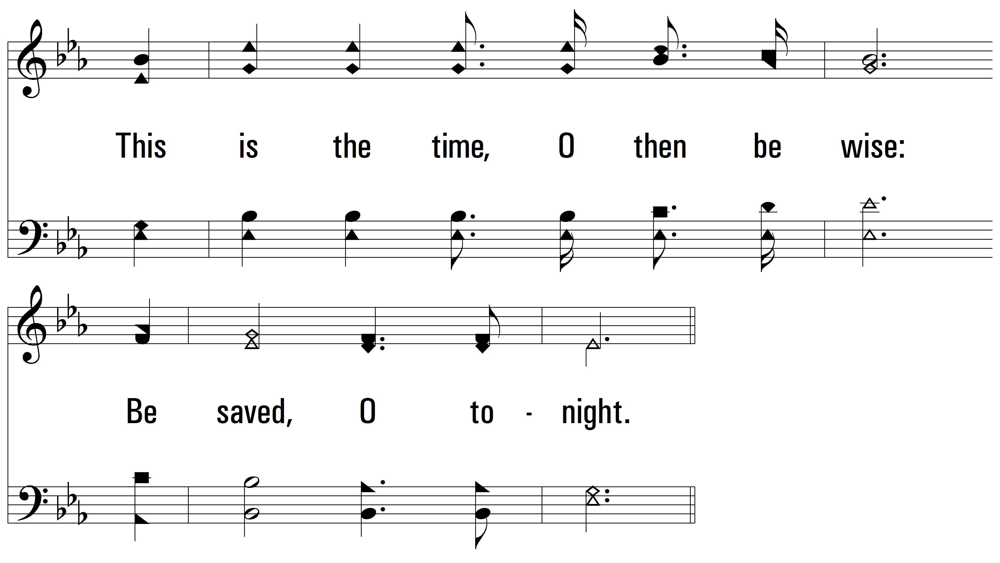 This is the time, O then be wise:
Be saved, O to - night.